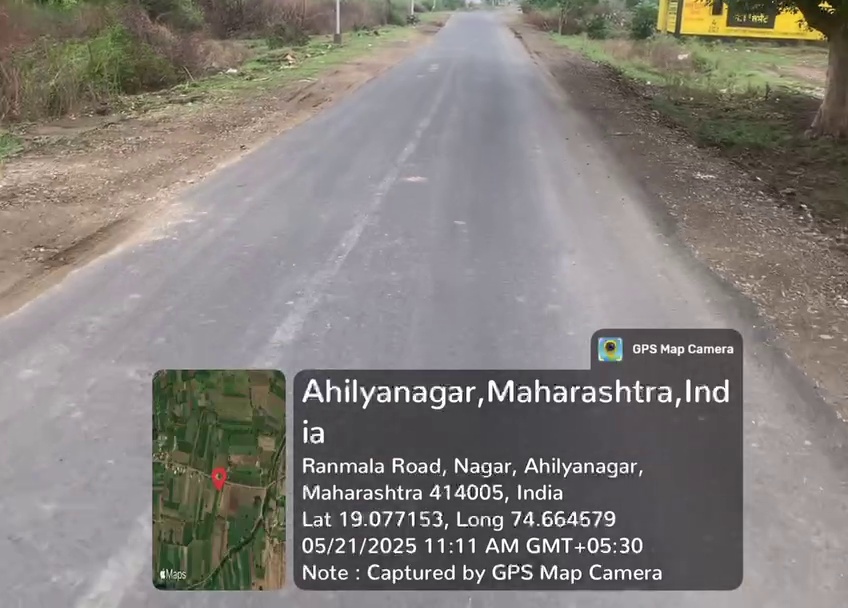 GPS Map Camera
Ahilyanagar,Maharashtra,Ind
ia
Ranmala Road, Nagar, Ahilyanagar,
Maharashtra 414005, India
Lat 19.077153, Long 74.664579
05/21/2025 11:11 AM GMT+05:30
Note : Captured by GPS Map Camera
Maps